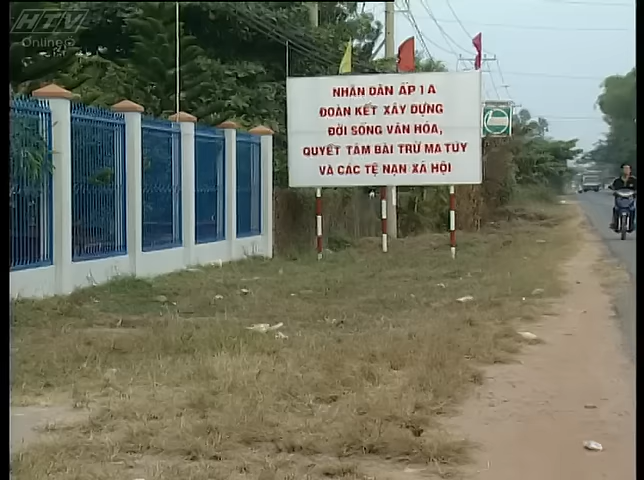 HTV
Online
NHÂN DÂN ẤP 1 A
ĐOÀN KẾT XÂY DỰNG
ĐỜI SỐNG VĂN HÓA,
QUYẾT TÂM BÀI TRỪ MA TÚY
VÀ CÁC TỆ NẠN XÃ HỘI